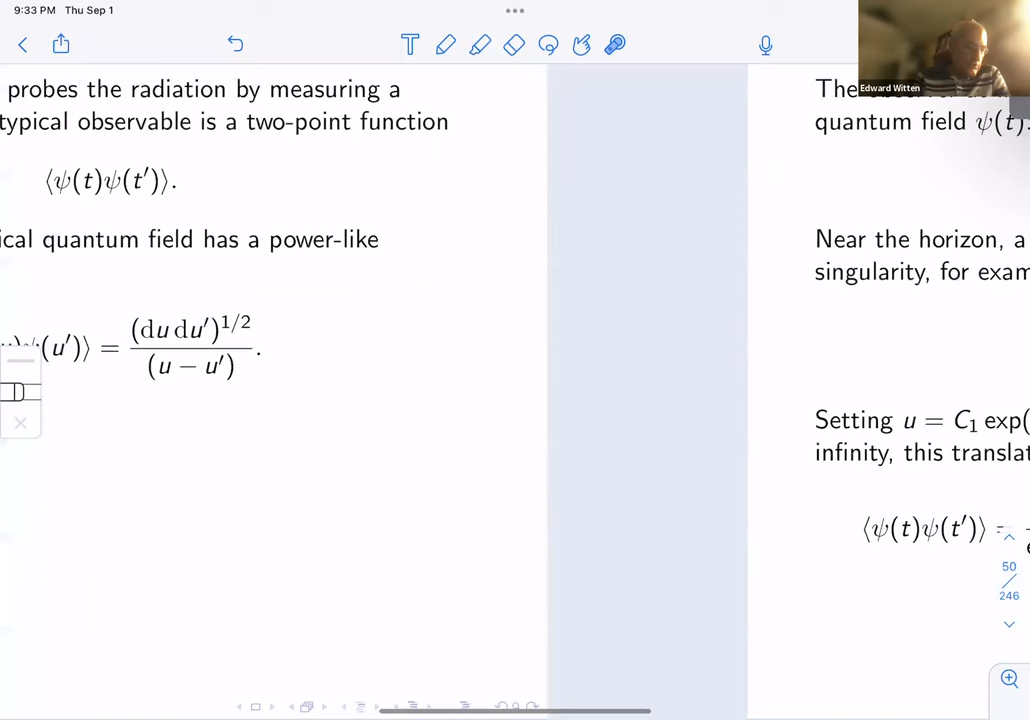 9:33 PM Thu Sep 1
Edward Witten
probes the radiation by measuring a
typical observable is a two-point function
⟨ψ(t)ψ(t′)⟩.
ical quantum field has a power-like
(u′)⟩ = (du du′)^{1/2} / (u − u′).
The
quantum field ψ(t).
Near the horizon, a
singularity, for exam
Setting u = C₁ exp(
infinity, this translat
⟨ψ(t)ψ(t′)⟩ =
50
/
246